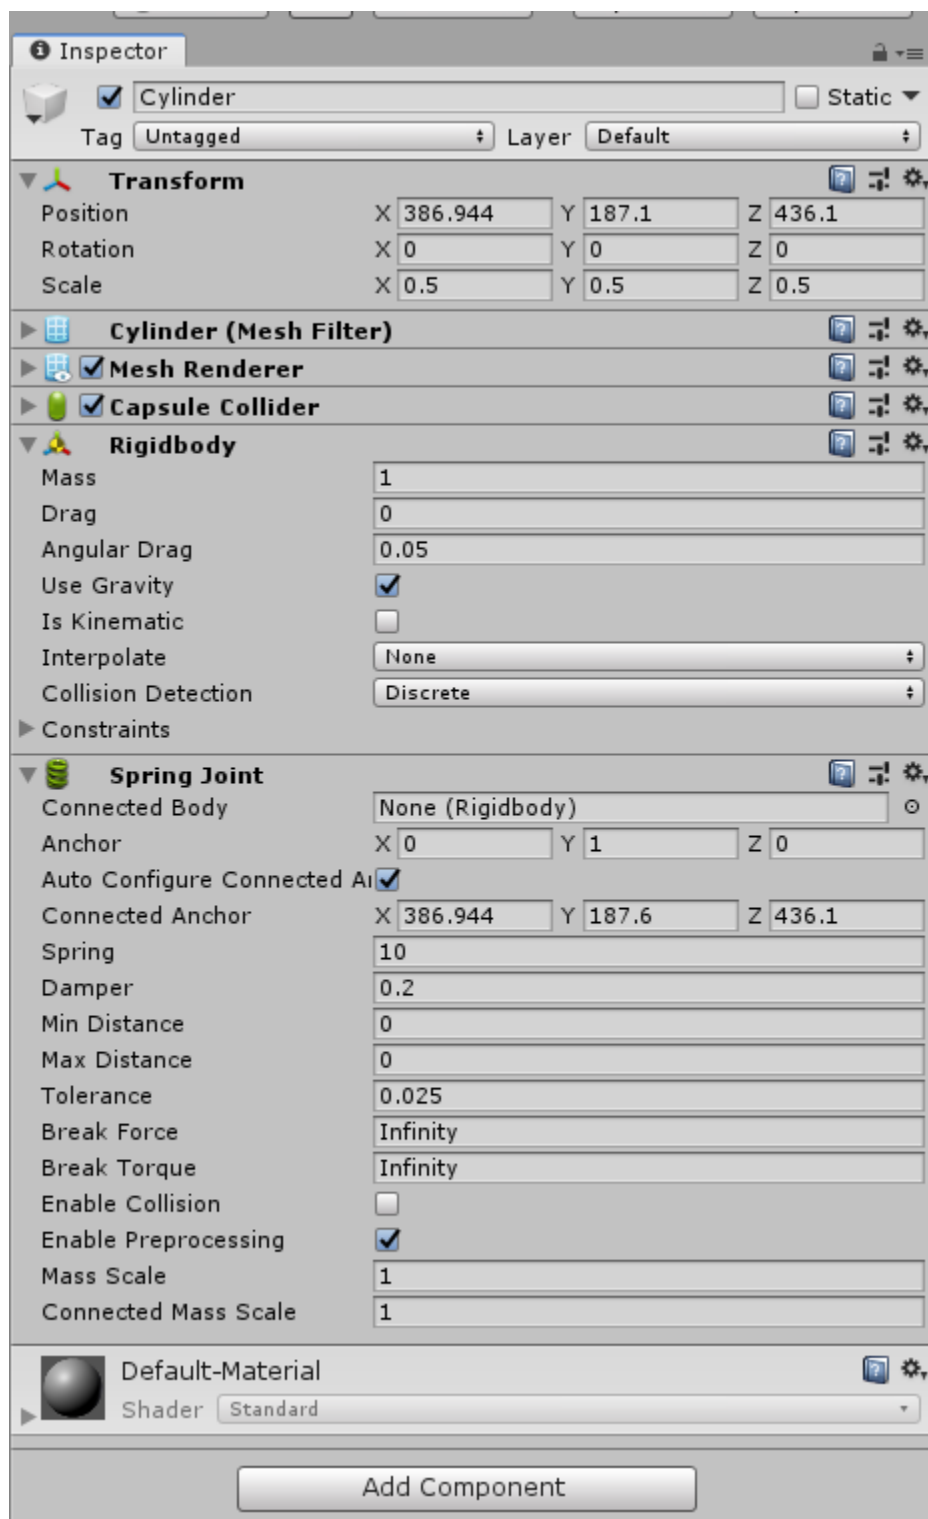 Inspector
Cylinder Static
Tag Untagged Layer Default
Transform
Position X 386.944 Y 187.1 Z 436.1
Rotation X 0 Y 0 Z 0
Scale X 0.5 Y 0.5 Z 0.5
Cylinder (Mesh Filter)
Mesh Renderer
Capsule Collider
Rigidbody
Mass 1
Drag 0
Angular Drag 0.05
Use Gravity
Is Kinematic
Interpolate None
Collision Detection Discrete
Constraints
Spring Joint
Connected Body None (Rigidbody)
Anchor X 0 Y 1 Z 0
Auto Configure Connected A
Connected Anchor X 386.944 Y 187.6 Z 436.1
Spring 10
Damper 0.2
Min Distance 0
Max Distance 0
Tolerance 0.025
Break Force Infinity
Break Torque Infinity
Enable Collision
Enable Preprocessing
Mass Scale 1
Connected Mass Scale 1
Default-Material
Shader Standard
Add Component